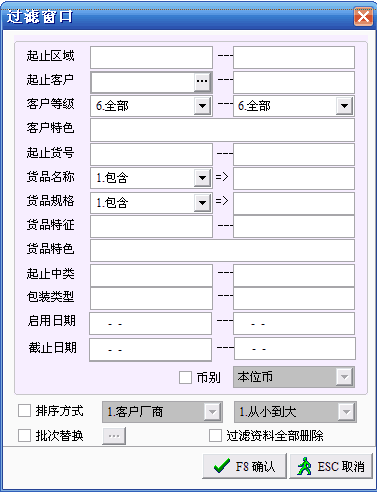 过滤窗口
起止区域 ---
起止客户 ... ---
客户等级 6.全部 --- 6.全部
客户特色
起止货号 ---
货品名称 1.包含 =>
货品规格 1.包含 =>
货品特征 ---
货品特色
起止中类 ---
包装类型 ---
启用日期 - - --- - -
截止日期 - - --- - -
币别 本位币
排序方式 1.客户厂商 1.从小到大
批次替换 ... 过滤资料全部删除
F8 确认 ESC 取消